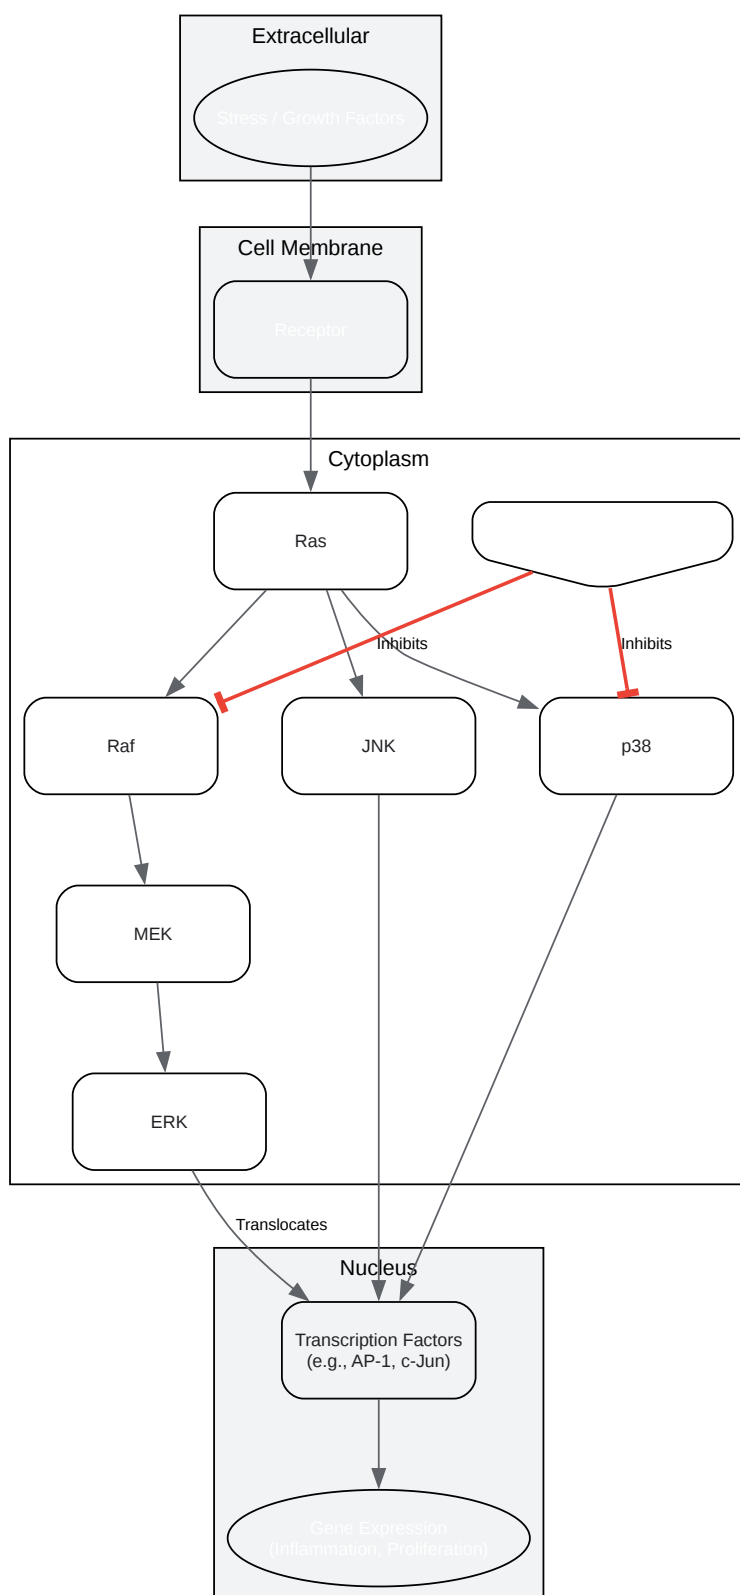 Extracellular
Stress / Growth Factors
Cell Membrane
Receptor
Cytoplasm
Ras
Inhibits
Inhibits
Raf
JNK
p38
MEK
ERK
Translocates
Nucleus
Transcription Factors
(e.g., AP-1, c-Jun)
Gene Expression
(Inflammation, Proliferation)